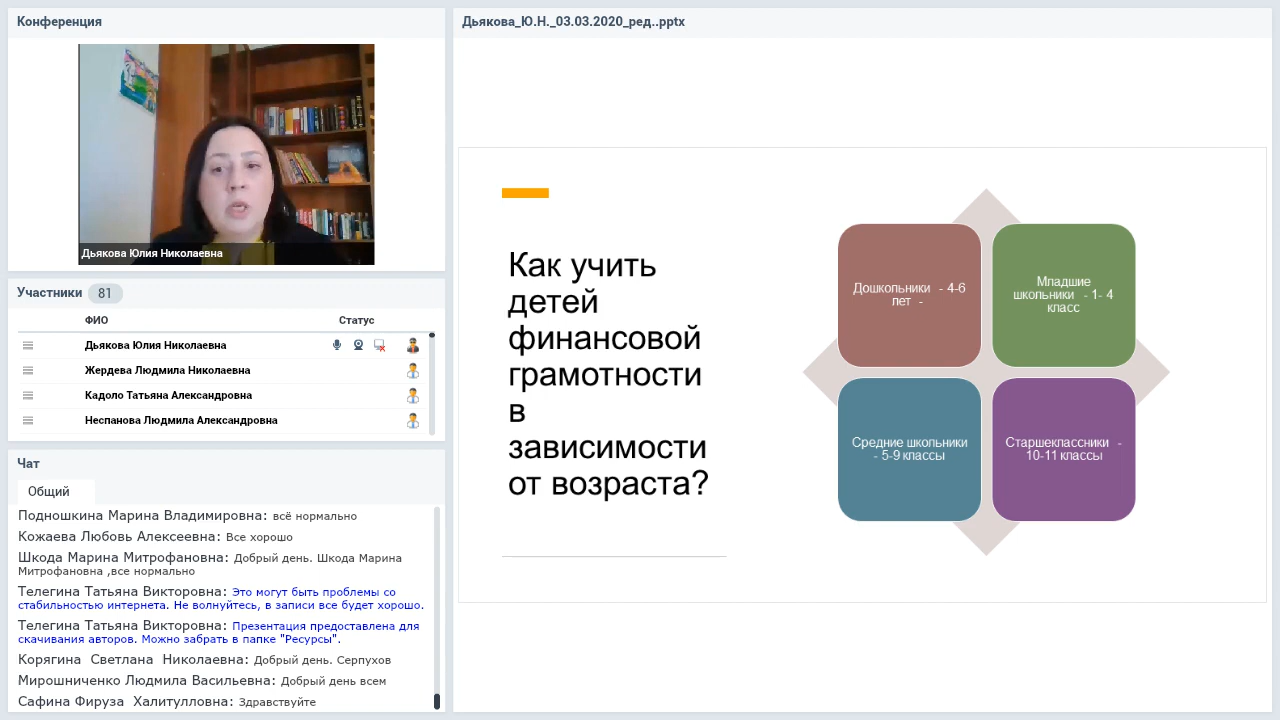 Конференция
Дьякова Юлия Николаевна
Участники 81
ФИО Статус
Дьякова Юлия Николаевна
Жердева Людмила Николаевна
Кадоло Татьяна Александровна
Неспанова Людмила Александровна
Чат
Общий
Подношкина Марина Владимировна: всё нормально
Кожаева Любовь Алексеевна: Все хорошо
Шкода Марина Митрофановна: Добрый день. Шкода Марина
Митрофановна ,все нормально
Телегина Татьяна Викторовна: Это могут быть проблемы со
стабильностью интернета. Не волнуйтесь, в записи все будет хорошо.
Телегина Татьяна Викторовна: Презентация предоставлена для
скачивания авторов. Можно забрать в папке "Ресурсы".
Корягина Светлана Николаевна: Добрый день. Серпухов
Мирошниченко Людмила Васильевна: Добрый день всем
Сафина Фируза Халитулловна: Здравствуйте
Дьякова_Ю.Н._03.03.2020_ред..pptx
Как учить
детей
финансовой
грамотности
в
зависимости
от возраста?
Дошкольники - 4-6
лет -
Младшие
школьники - 1- 4
класс
Средние школьники
- 5-9 классы
Старшеклассники -
10-11 классы